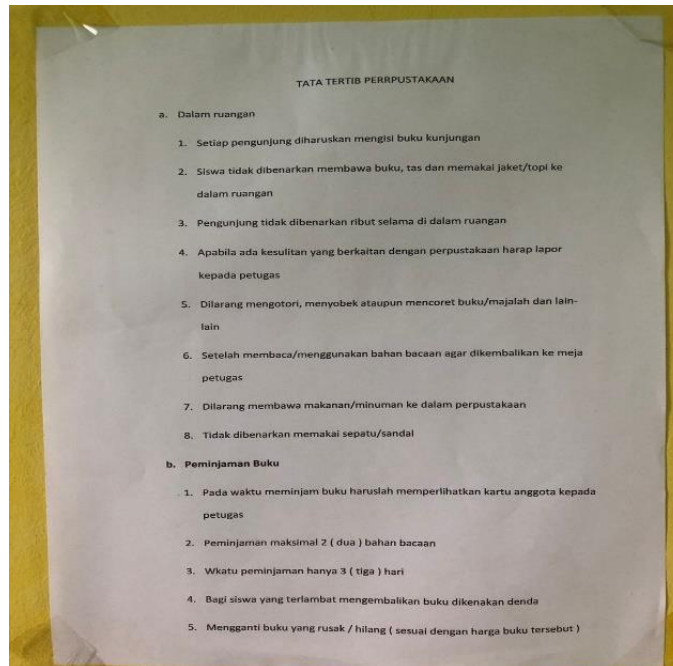 TATA TERTIB PERRPUSTAKAAN
a. Dalam ruangan
1. Setiap pengunjung diharuskan mengisi buku kunjungan
2. Siswa tidak dibenarkan membawa buku, tas dan memakai jaket/topi ke
dalam ruangan
3. Pengunjung tidak dibenarkan ribut selama di dalam ruangan
4. Apabila ada kesulitan yang berkaitan dengan perpustakaan harap lapor
kepada petugas
5. Dilarang mengotori, menyobek ataupun mencoret buku/majalah dan lain-
lain
6. Setelah membaca/menggunakan bahan bacaan agar dikembalikan ke meja
petugas
7. Dilarang membawa makanan/minuman ke dalam perpustakaan
8. Tidak dibenarkan memakai sepatu/sandal
b. Peminjaman Buku
1. Pada waktu meminjam buku haruslah memperlihatkan kartu anggota kepada
petugas
2. Peminjaman maksimal 2 ( dua ) bahan bacaan
3. Wkatu peminjaman hanya 3 ( tiga ) hari
4. Bagi siswa yang terlambat mengembalikan buku dikenakan denda
5. Mengganti buku yang rusak / hilang ( sesuai dengan harga buku tersebut )